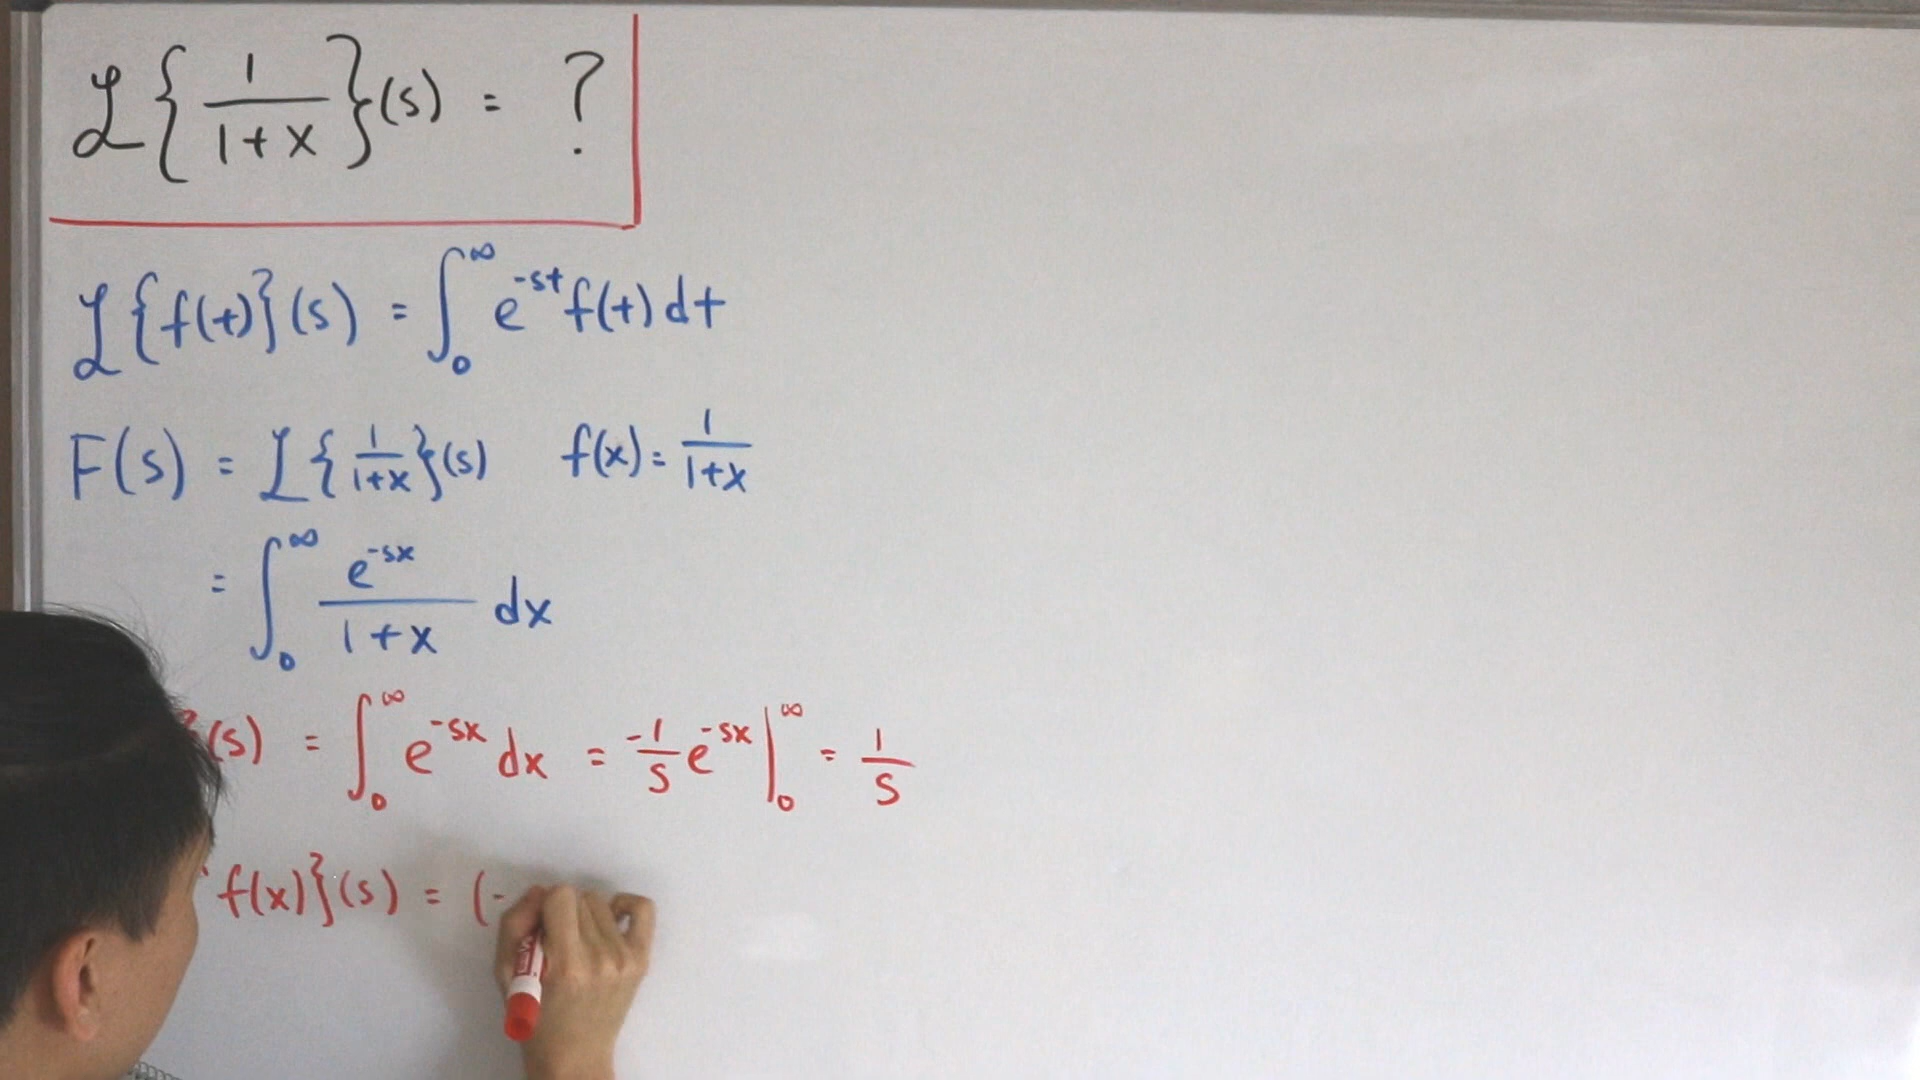 ℒ{1/(1+x)}(s) = ?
ℒ{f(t)}(s) = ∫₀^∞ e^(-st) f(t) dt
F(s) = ℒ{1/(1+x)}(s) f(x) = 1/(1+x)
= ∫₀^∞ e^(-sx)/(1+x) dx
(s) = ∫₀^∞ e^(-sx) dx = -1/s e^(-sx) |₀^∞ = 1/s
f(x)}(s) = (-